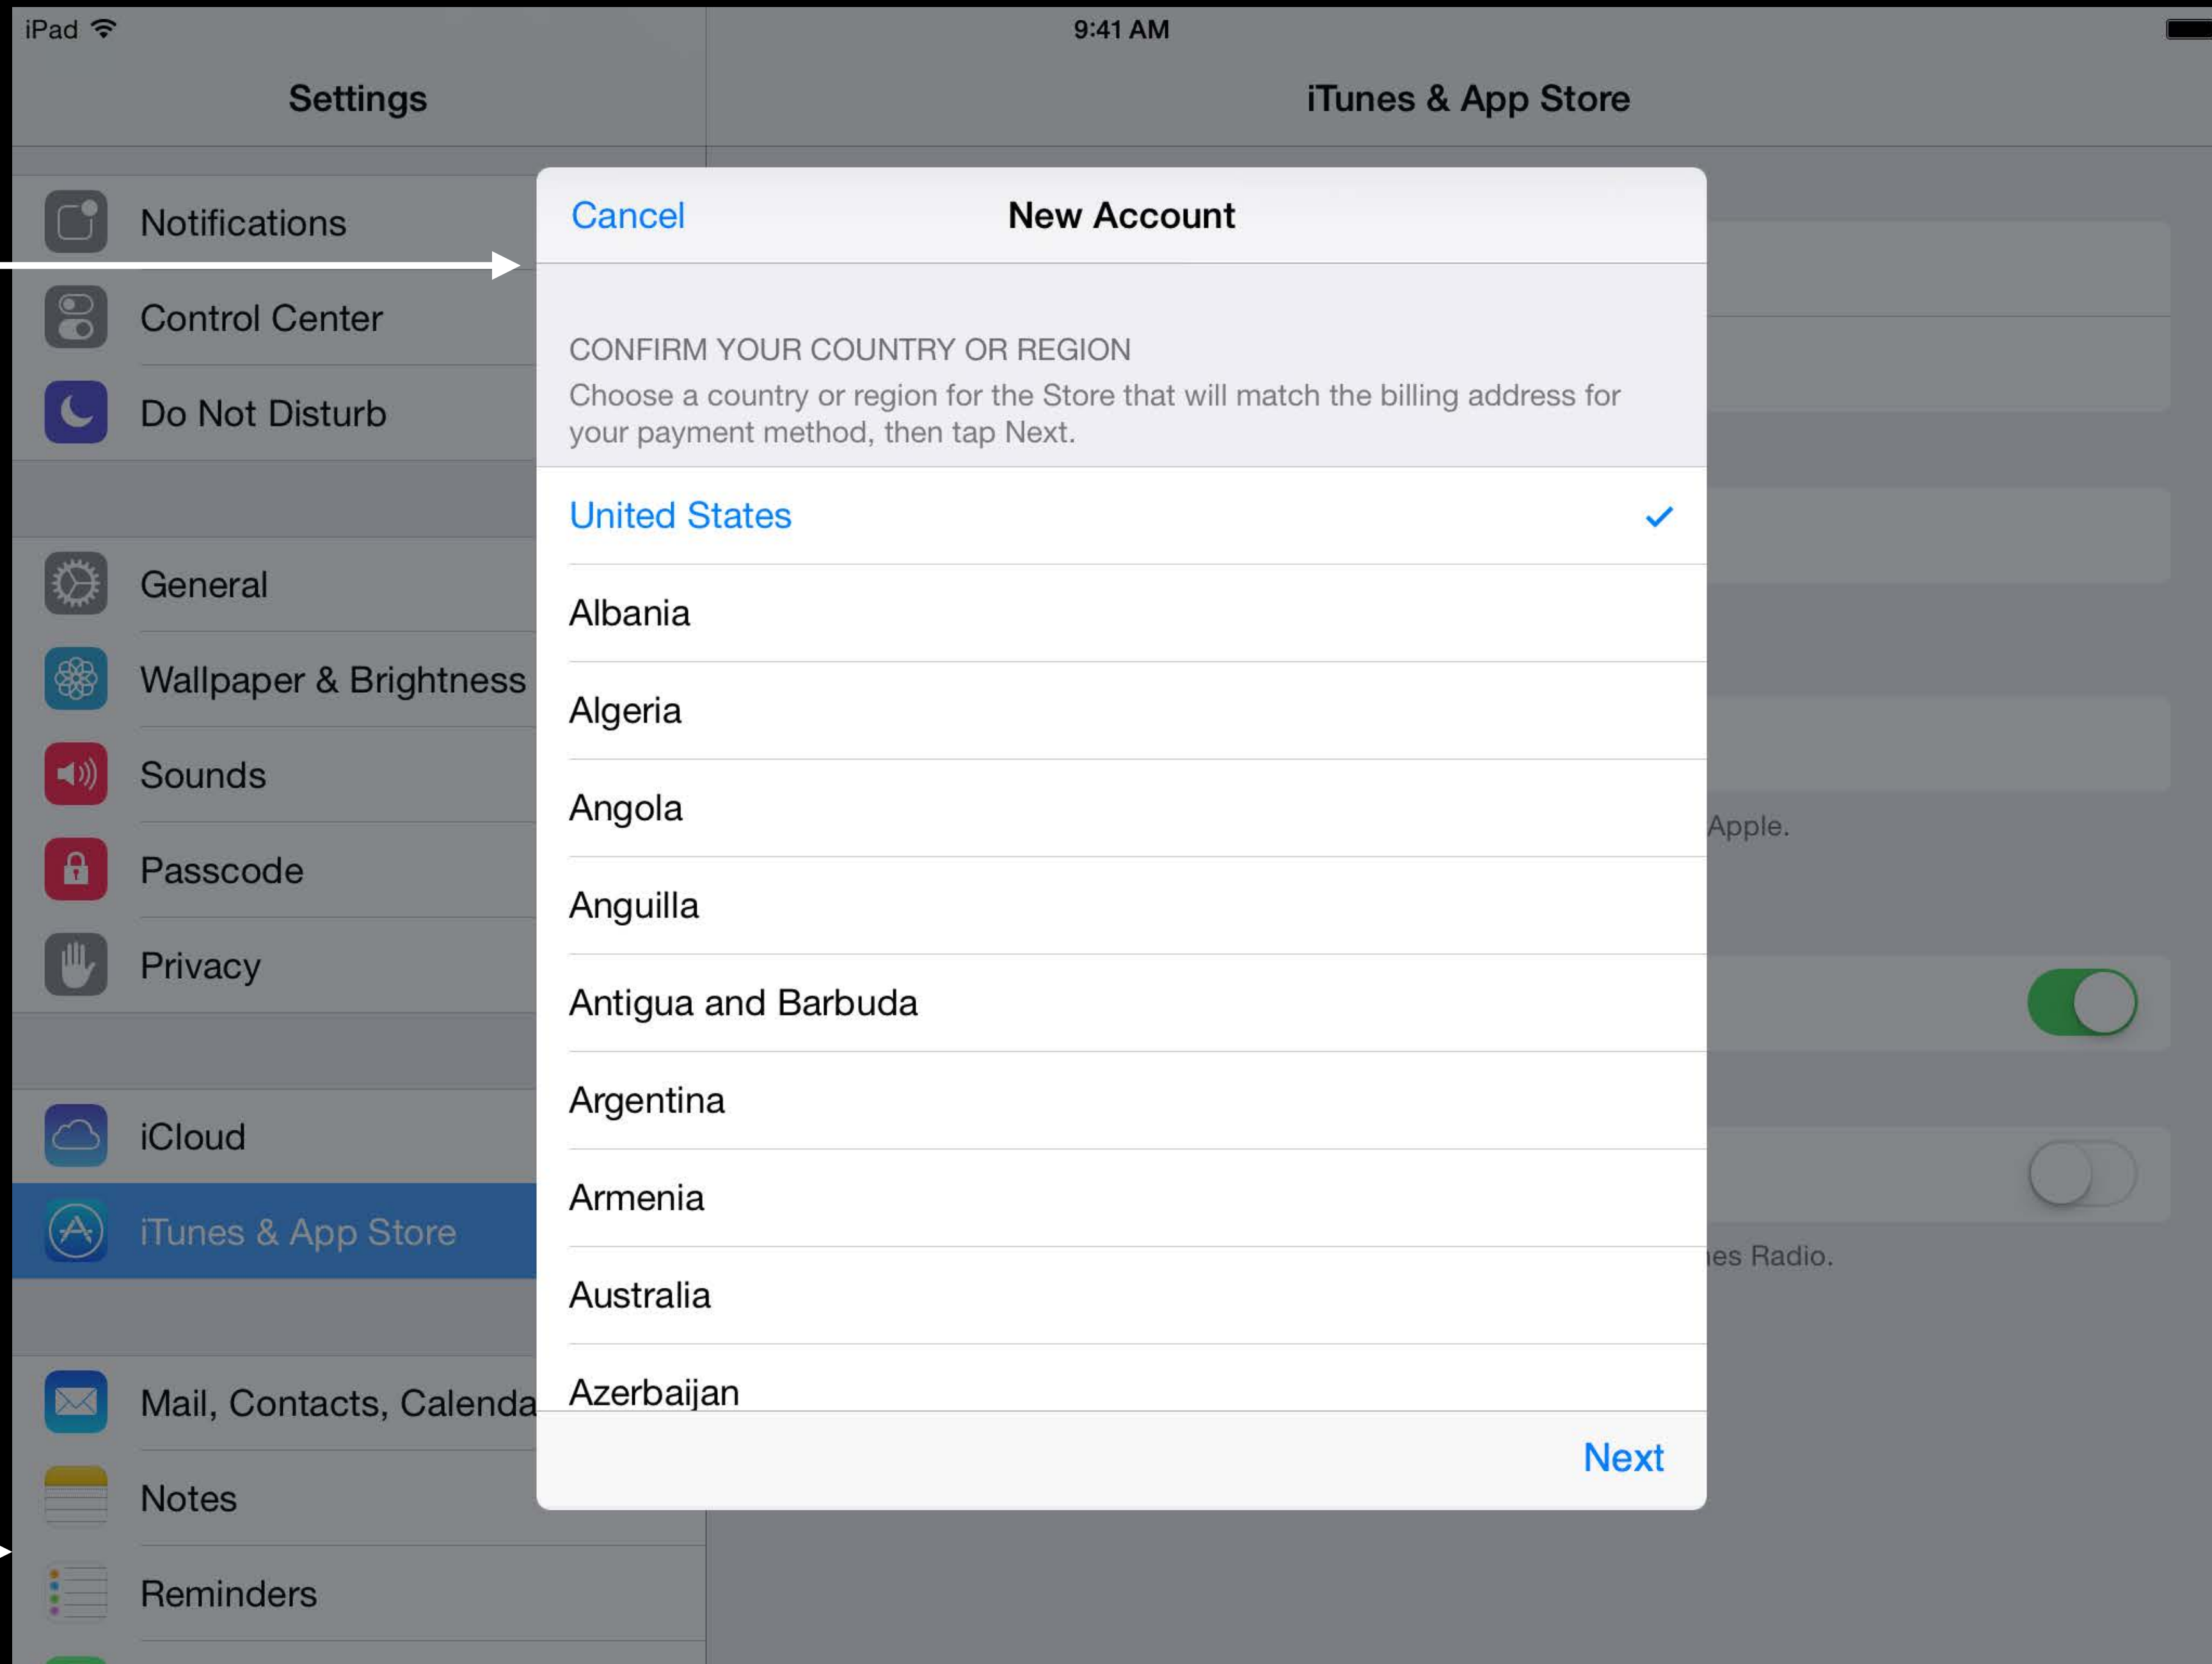 iPad
9:41 AM
Settings
iTunes & App Store
Notifications
Control Center
Do Not Disturb
General
Wallpaper & Brightness
Sounds
Passcode
Privacy
iCloud
iTunes & App Store
Mail, Contacts, Calenda
Notes
Reminders
Cancel
New Account
CONFIRM YOUR COUNTRY OR REGION
Choose a country or region for the Store that will match the billing address for
your payment method, then tap Next.
United States
Albania
Algeria
Angola
Anguilla
Antigua and Barbuda
Argentina
Armenia
Australia
Azerbaijan
Next
Apple.
es Radio.